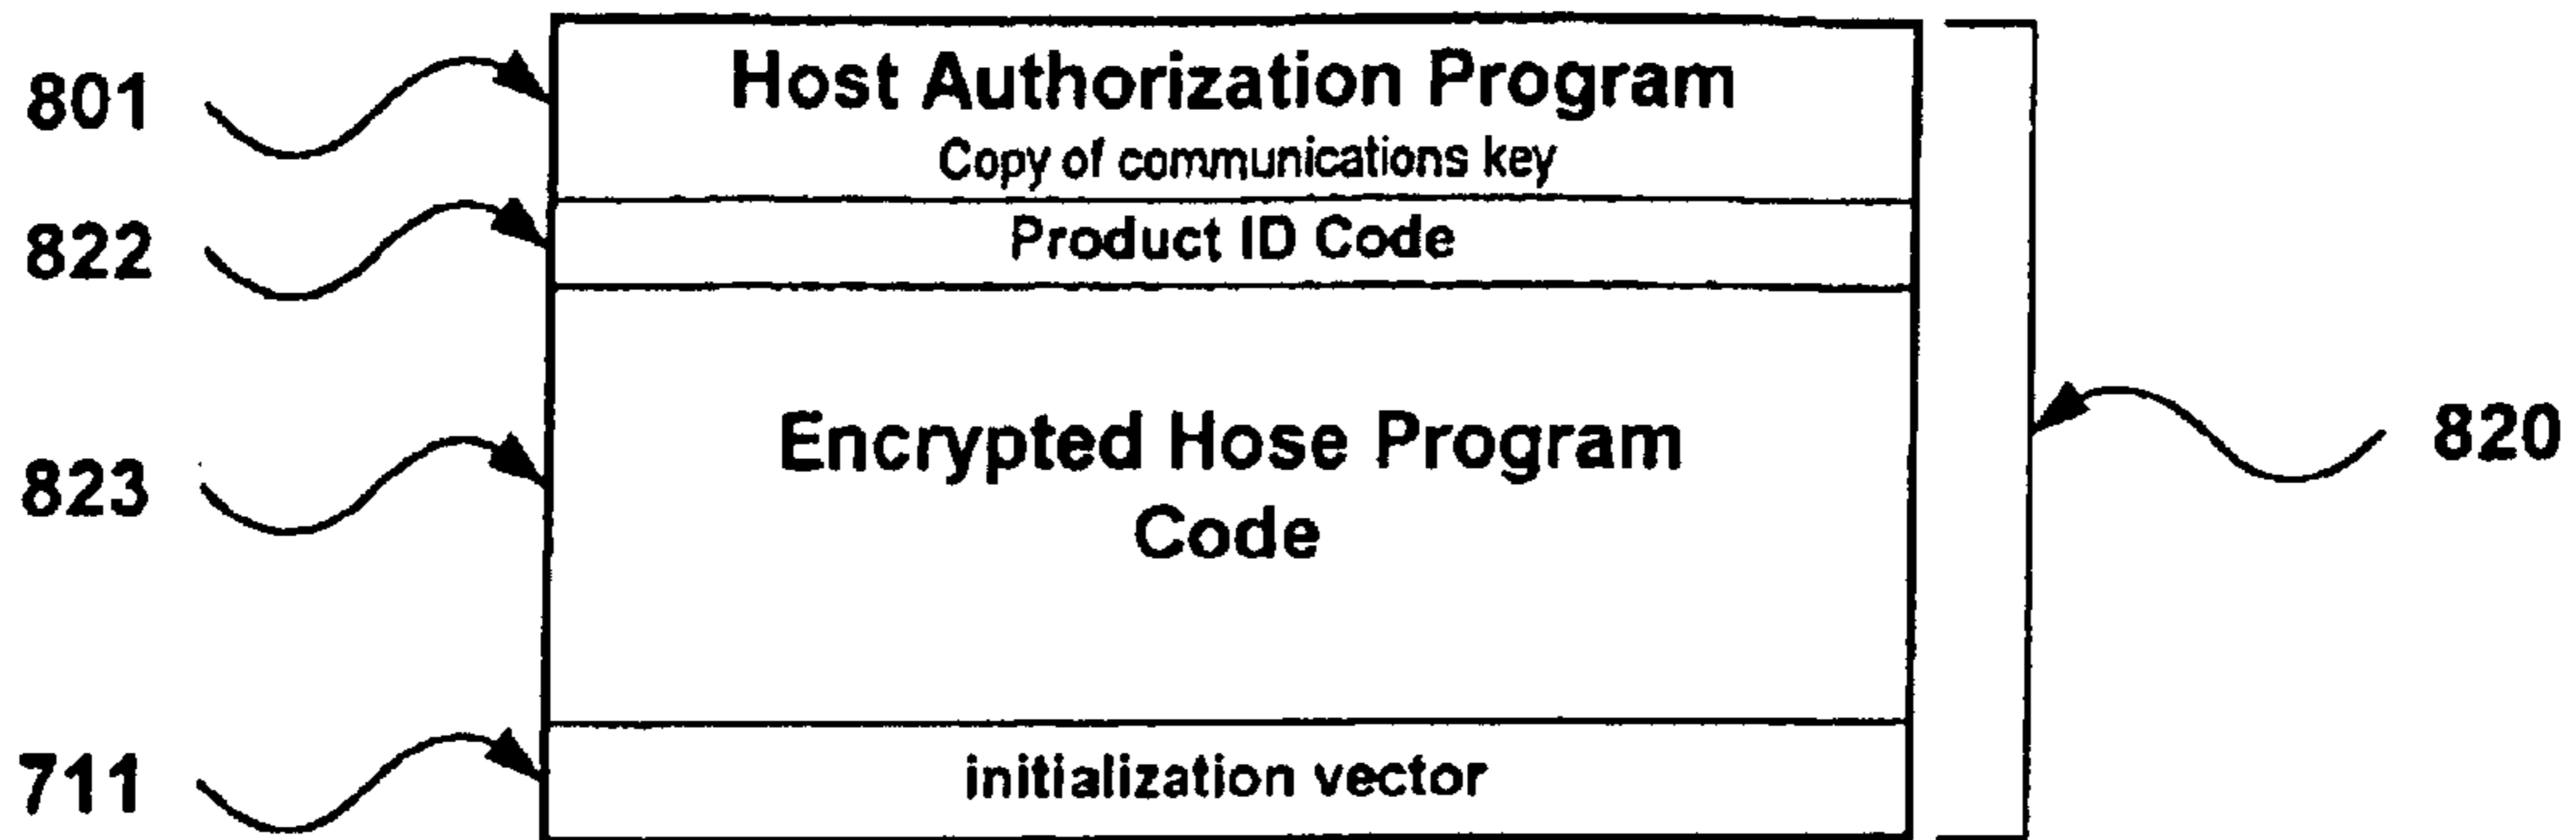 801
Host Authorization Program
Copy of communications key
822
Product ID Code
823
Encrypted Hose Program
Code
820
711
initialization vector